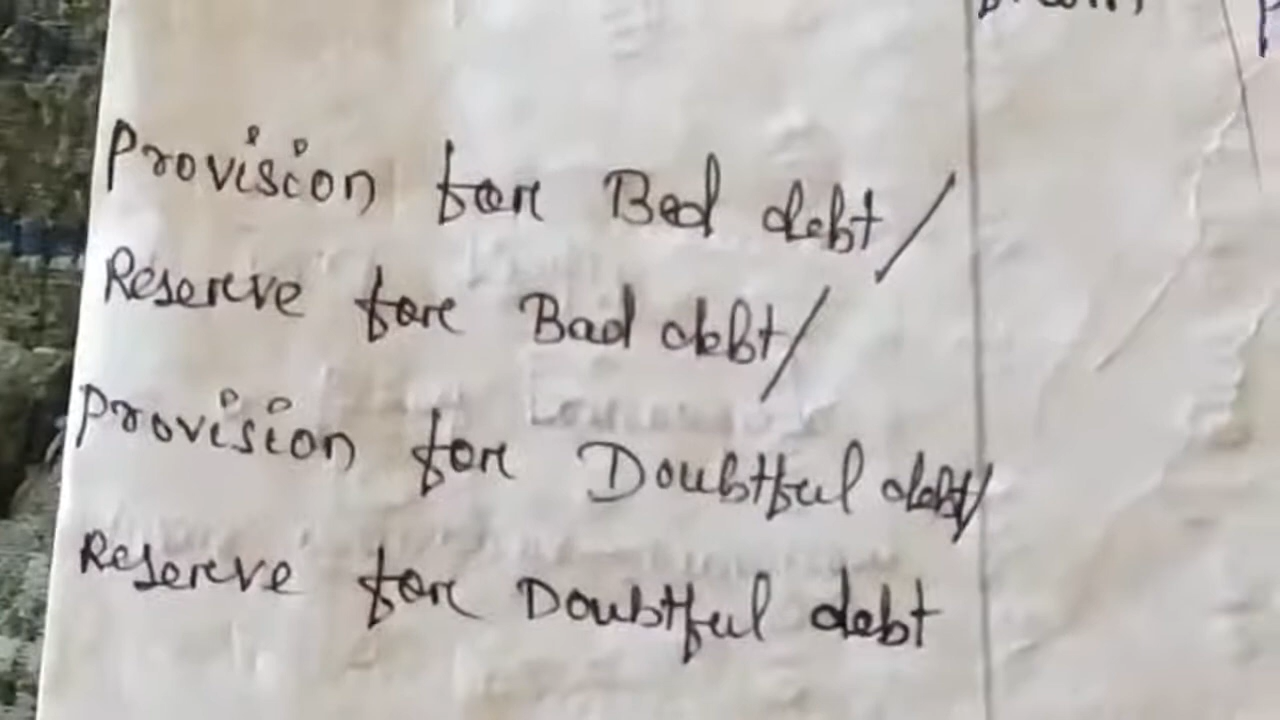 Provision for Bad debt/
Reserve for Bad debt/
Provision for Doubtful debt/
Reserve for Doubtful debt